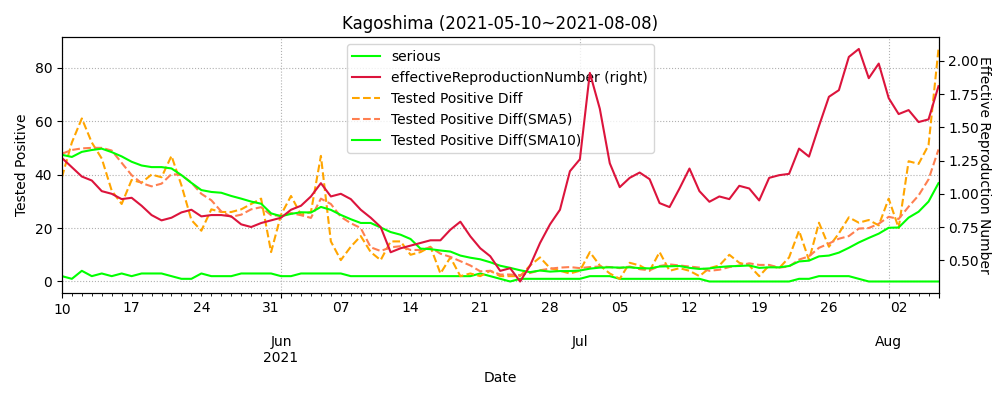 Kagoshima (2021-05-10~2021-08-08)
serious
effectiveReproductionNumber (right)
Tested Positive Diff
Tested Positive Diff(SMA5)
Tested Positive Diff(SMA10)
Tested Positive
80
60
40
20
0
Effective Reproduction Number
2.00
1.75
1.50
1.25
1.00
0.75
0.50
10 17 24 31 07 14 21 28 05 12 19 26 02
Jun Jul Aug
2021
Date